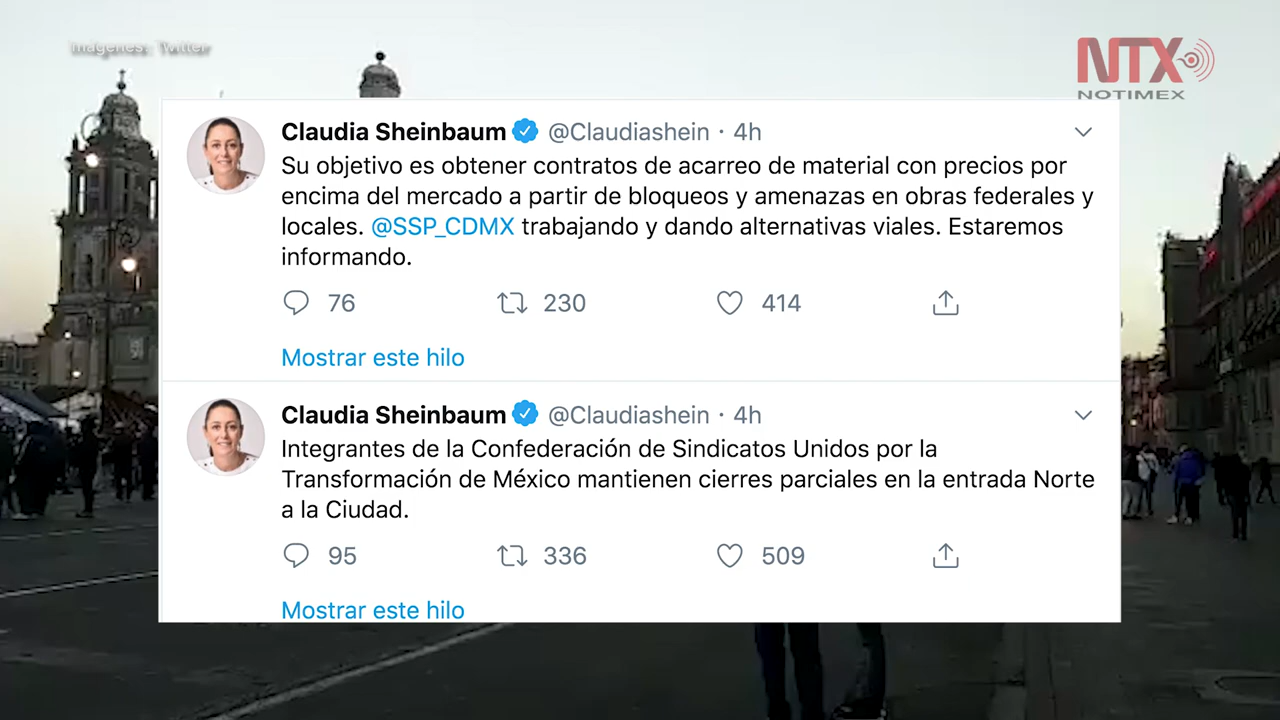 Imágenes: Twitter
NTX
NOTIMEX
Claudia Sheinbaum @Claudiashein · 4h
Su objetivo es obtener contratos de acarreo de material con precios por
encima del mercado a partir de bloqueos y amenazas en obras federales y
locales. @SSP_CDMX trabajando y dando alternativas viales. Estaremos
informando.
76 230 414
Mostrar este hilo
Claudia Sheinbaum @Claudiashein · 4h
Integrantes de la Confederación de Sindicatos Unidos por la
Transformación de México mantienen cierres parciales en la entrada Norte
a la Ciudad.
95 336 509
Mostrar este hilo